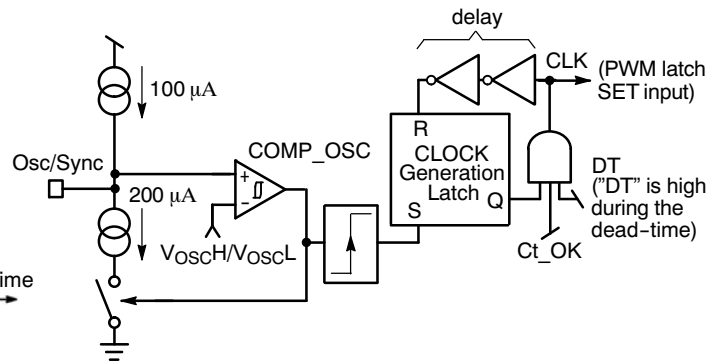 delay
CLK
(PWM latch
SET input)
100 μA
R
COMP_OSC
CLOCK
Generation
Latch
Osc/Sync
DT
("DT" is high
during the
dead-time)
+
200 μA
−
S
Q
VOSCH/VOSCL
Ct_OK
ime